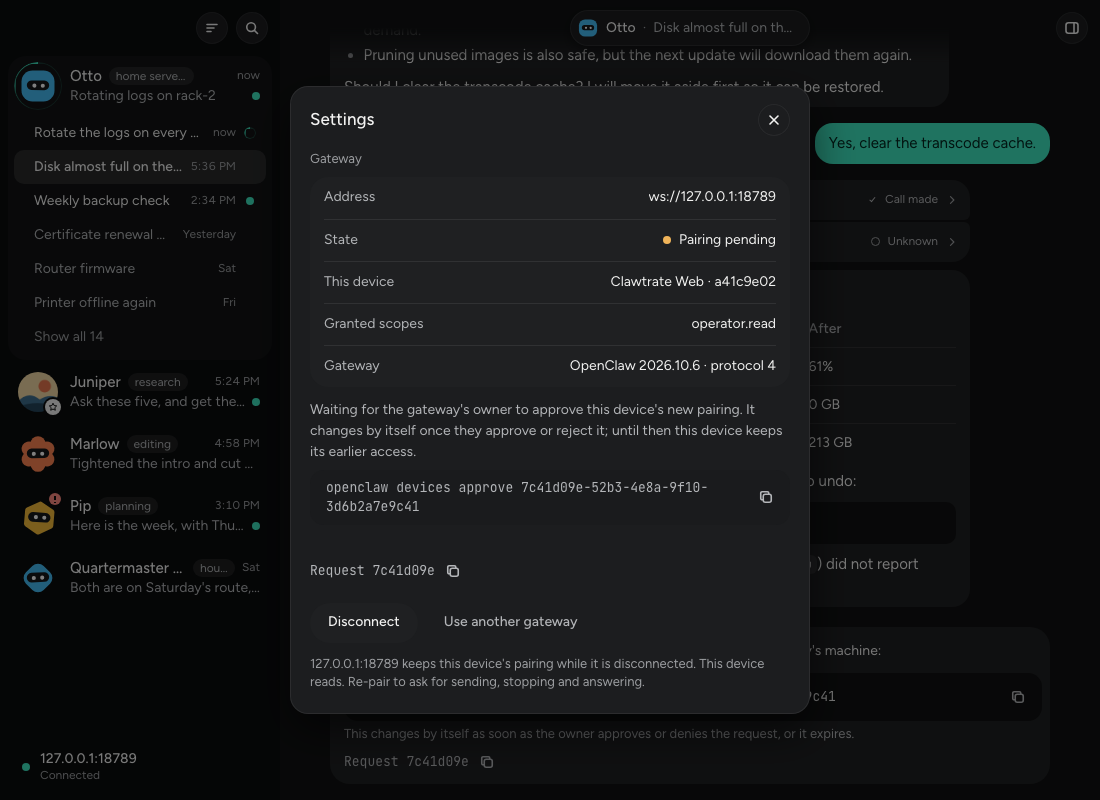 Otto · Disk almost full on th...
demand.
• Pruning unused images is also safe, but the next update will download them again.
Should I clear the transcode cache? I will move it aside first so it can be restored.
Yes, clear the transcode cache.
Otto home serve... now
Rotating logs on rack-2
Rotate the logs on every ... now
Disk almost full on the... 5:36 PM
Weekly backup check 2:34 PM
Certificate renewal ... Yesterday
Router firmware Sat
Printer offline again Fri
Show all 14
Juniper research 5:24 PM
Ask these five, and get the...
Marlow editing 4:58 PM
Tightened the intro and cut ...
Pip planning 3:10 PM
Here is the week, with Thu...
Quartermaster ... hou... Sat
Both are on Saturday's route,...
127.0.0.1:18789
Connected
Settings
Gateway
Address ws://127.0.0.1:18789
State Pairing pending
This device Clawtrate Web · a41c9e02
Granted scopes operator.read
Gateway OpenClaw 2026.10.6 · protocol 4
Waiting for the gateway's owner to approve this device's new pairing. It
changes by itself once they approve or reject it; until then this device keeps
its earlier access.
openclaw devices approve 7c41d09e-52b3-4e8a-9f10-
3d6b2a7e9c41
Request 7c41d09e
Disconnect Use another gateway
127.0.0.1:18789 keeps this device's pairing while it is disconnected. This device
reads. Re-pair to ask for sending, stopping and answering.
Call made
Unknown
After
61%
0 GB
213 GB
undo:
) did not report
's machine:
9c41
This changes by itself as soon as the owner approves or denies the request, or it expires.
Request 7c41d09e